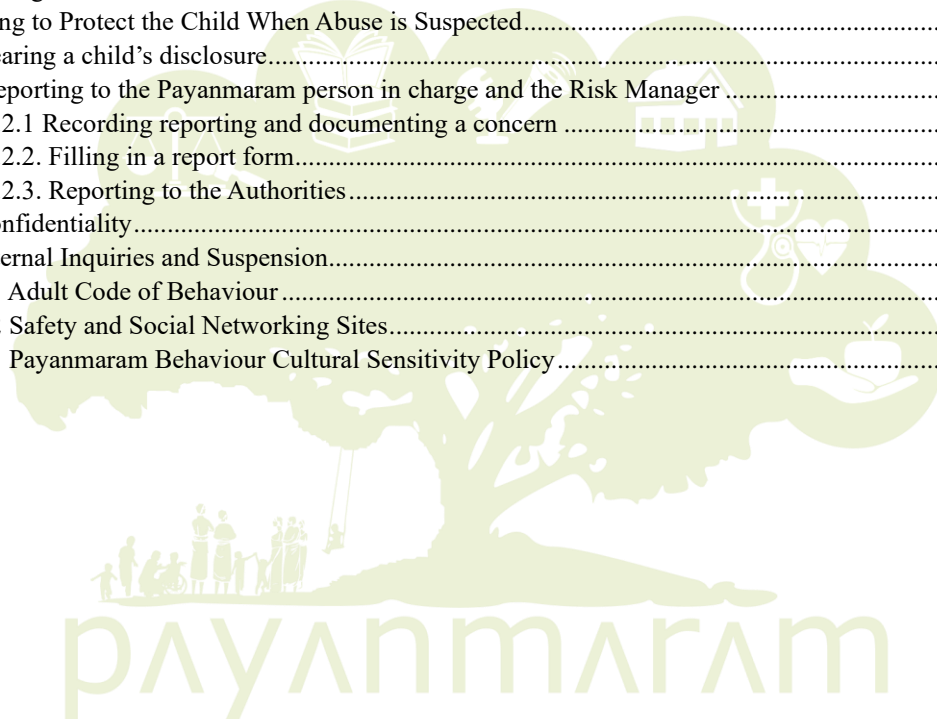 ng to Protect the Child When Abuse is Suspected
earing a child's disclosure
eporting to the Payanmaram person in charge and the Risk Manager
2.1 Recording reporting and documenting a concern
2.2. Filling in a report form
2.3. Reporting to the Authorities
nfidentiality
ernal Inquiries and Suspension
Adult Code of Behaviour
Safety and Social Networking Sites
Payanmaram Behaviour Cultural Sensitivity Policy
payanmaram